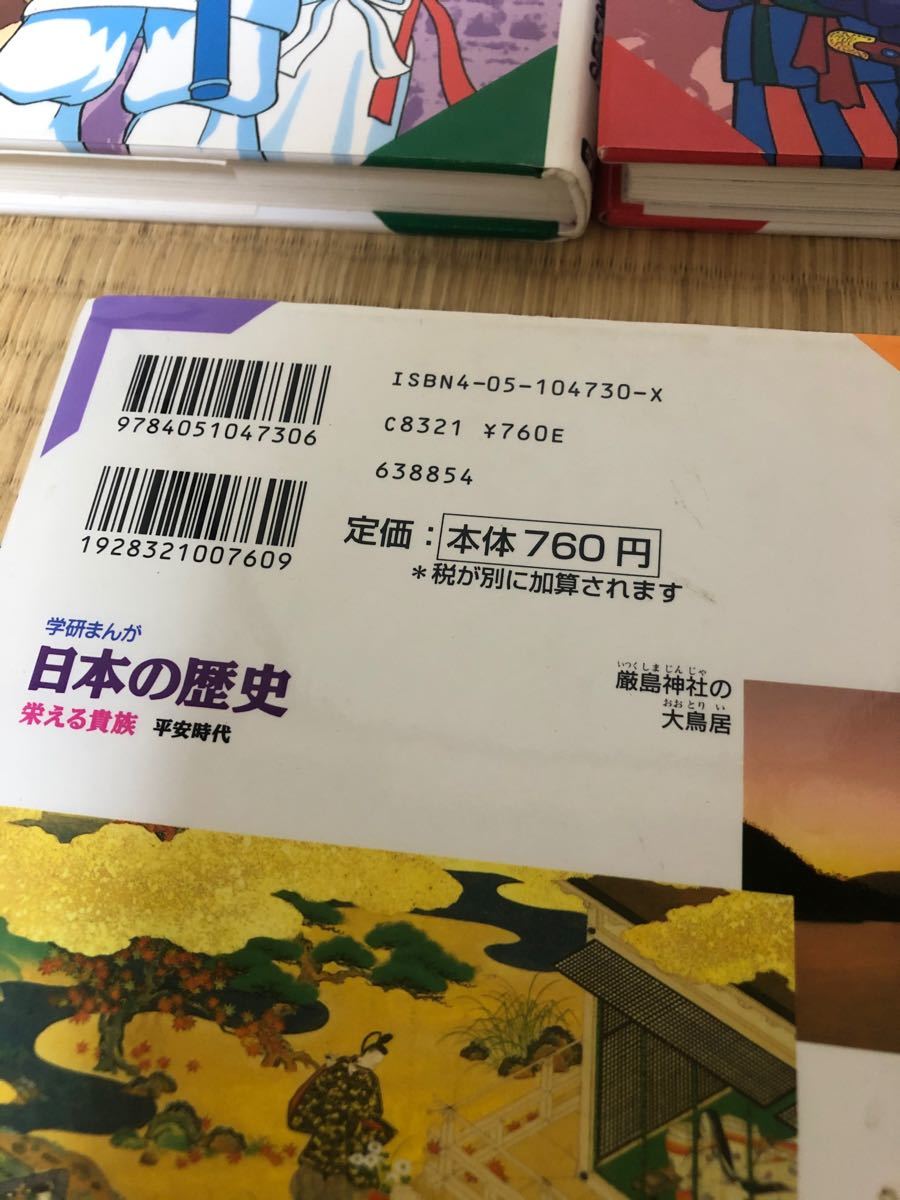 ISBN4-05-104730-X
9784051047306
C8321 ¥760E
638854
1928321007609
定価：本体760円
＊税が別に加算されます
学研まんが
日本の歴史
栄える貴族 平安時代
いつくしまじんじゃ
厳島神社の
おおとりい
大鳥居